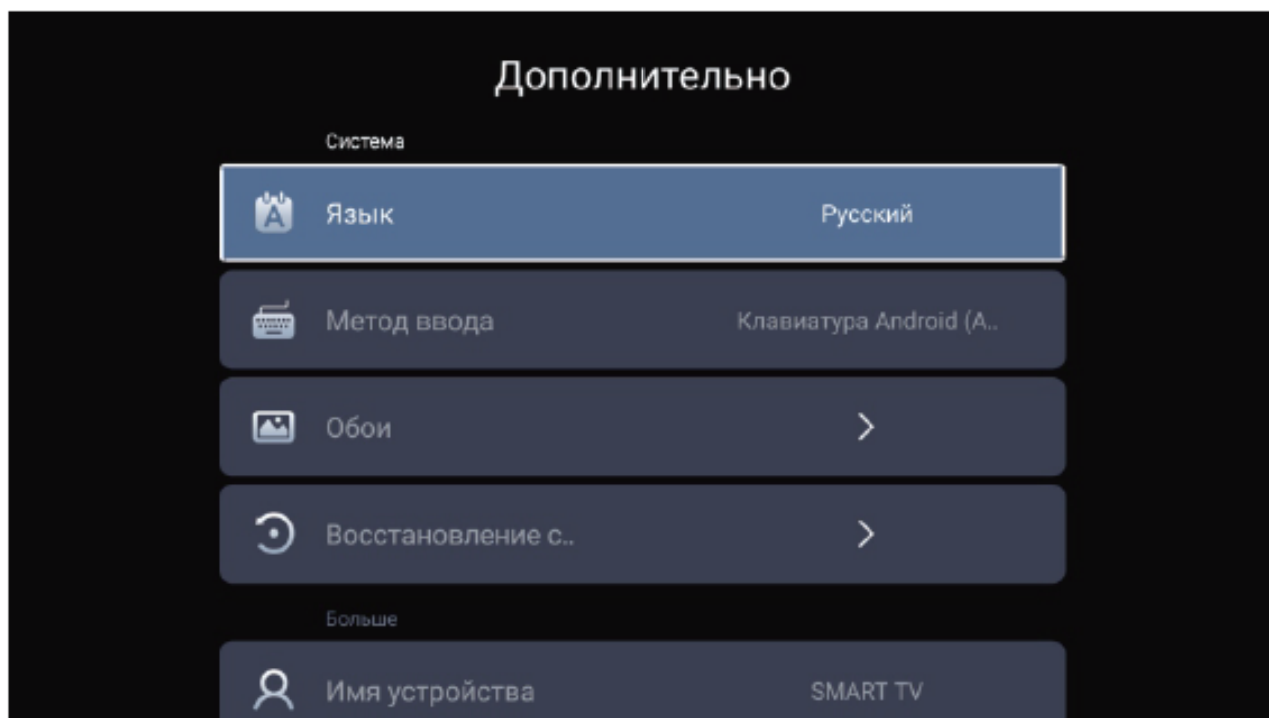 Дополнительно
Система
Язык Русский
Метод ввода Клавиатура Android (A..
Обои
Восстановление с..
Больше
Имя устройства SMART TV